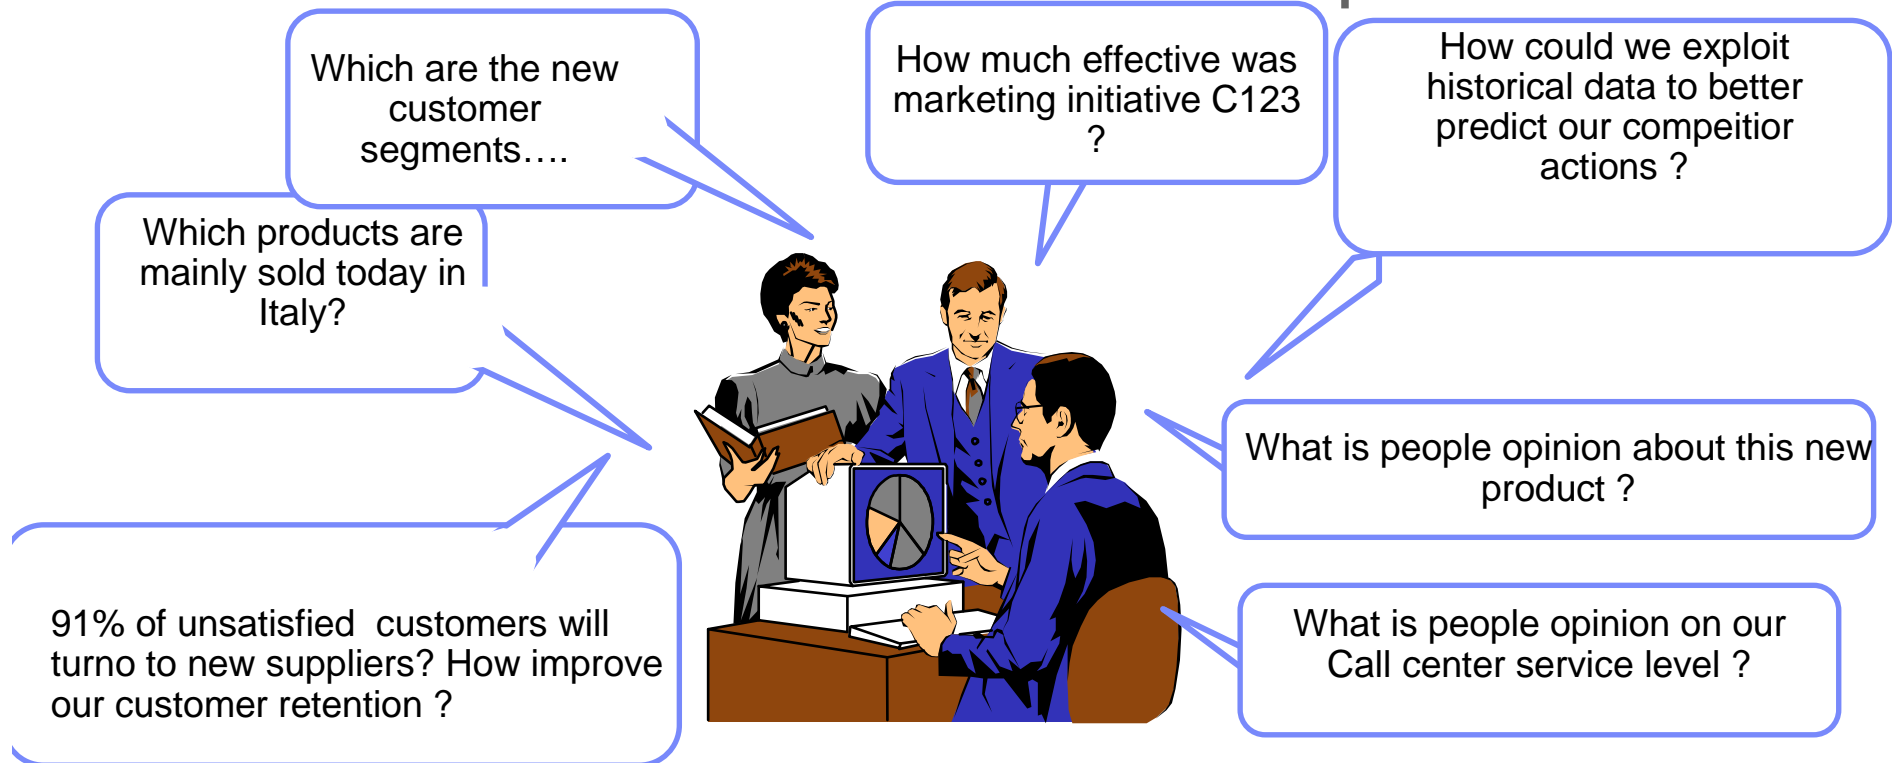 Which are the new
customer
segments….
How much effective was
marketing initiative C123
?
How could we exploit
historical data to better
predict our compeitior
actions ?
Which products are
mainly sold today in
Italy?
What is people opinion about this new
product ?
91% of unsatisfied  customers will
turno to new suppliers? How improve
our customer retention ?
What is people opinion on our
Call center service level ?